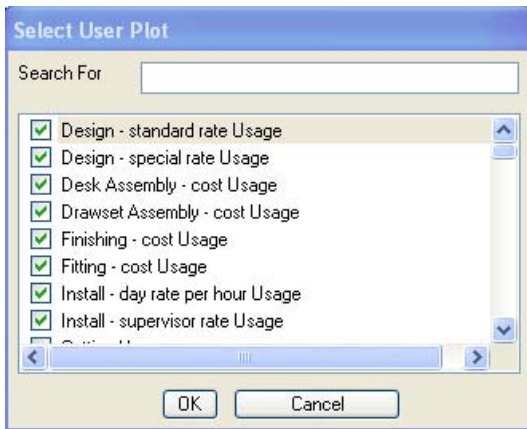 Select User Plot
Search For
Design - standard rate Usage
Design - special rate Usage
Desk Assembly - cost Usage
Drawset Assembly - cost Usage
Finishing - cost Usage
Fitting - cost Usage
Install - day rate per hour Usage
Install - supervisor rate Usage
OK Cancel